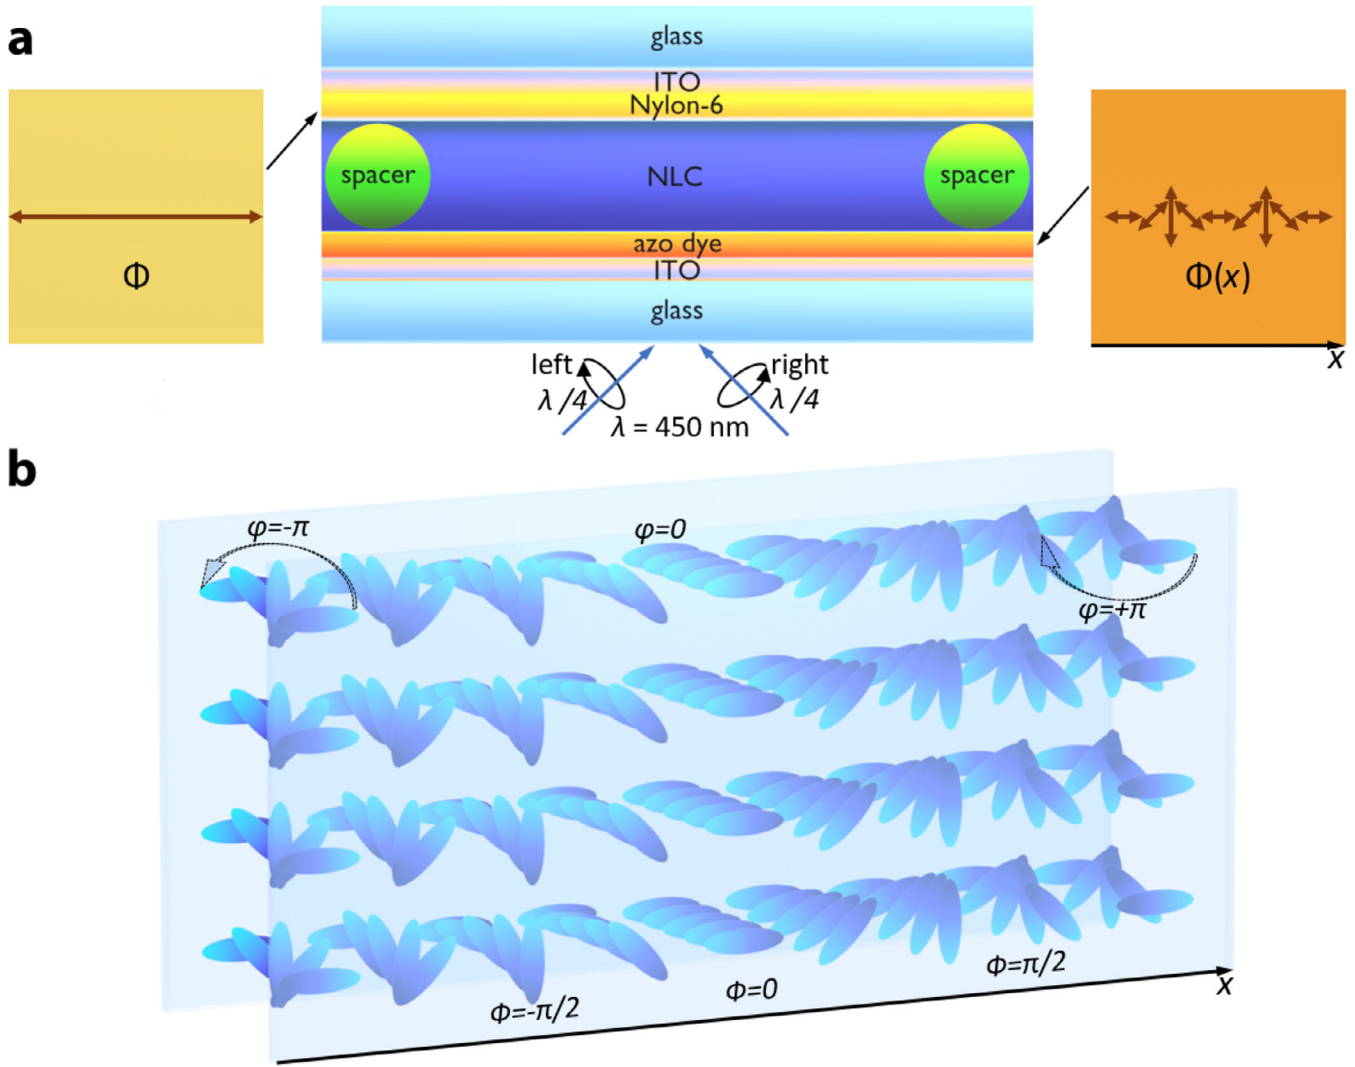 a
glass
ITO
Nylon-6
spacer
NLC
spacer
azo dye
ITO
glass
Φ
Φ(x)
x
left
λ/4
right
λ/4
λ = 450 nm
b
φ=-π
φ=0
φ=+π
Φ=-π/2
Φ=0
Φ=π/2
x